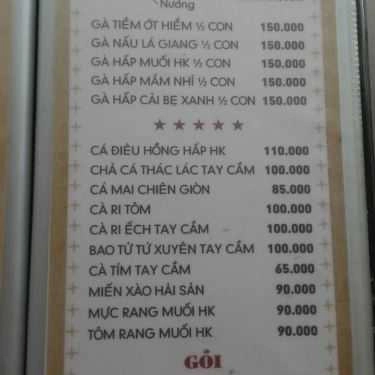 Nướng
GÀ TIỀM ỚT HIỂM ½ CON 150.000
GÀ NẤU LÁ GIANG ½ CON 150.000
GÀ HẤP MUỐI HK ½ CON 150.000
GÀ HẤP MẮM NHĨ ½ CON 150.000
GÀ HẤP CẢI BẸ XANH ½ CON 150.000
CÁ ĐIÊU HỒNG HẤP HK 110.000
CHẢ CÁ THÁC LÁC TAY CẦM 100.000
CÁ MAI CHIÊN GIÒN 85.000
CÀ RI TÔM 100.000
CÀ RI ẾCH TAY CẦM 100.000
BAO TỬ TỨ XUYÊN TAY CẦM 100.000
CÀ TÍM TAY CẦM 65.000
MIẾN XÀO HẢI SẢN 90.000
MỰC RANG MUỐI HK 90.000
TÔM RANG MUỐI HK 90.000
GỎI